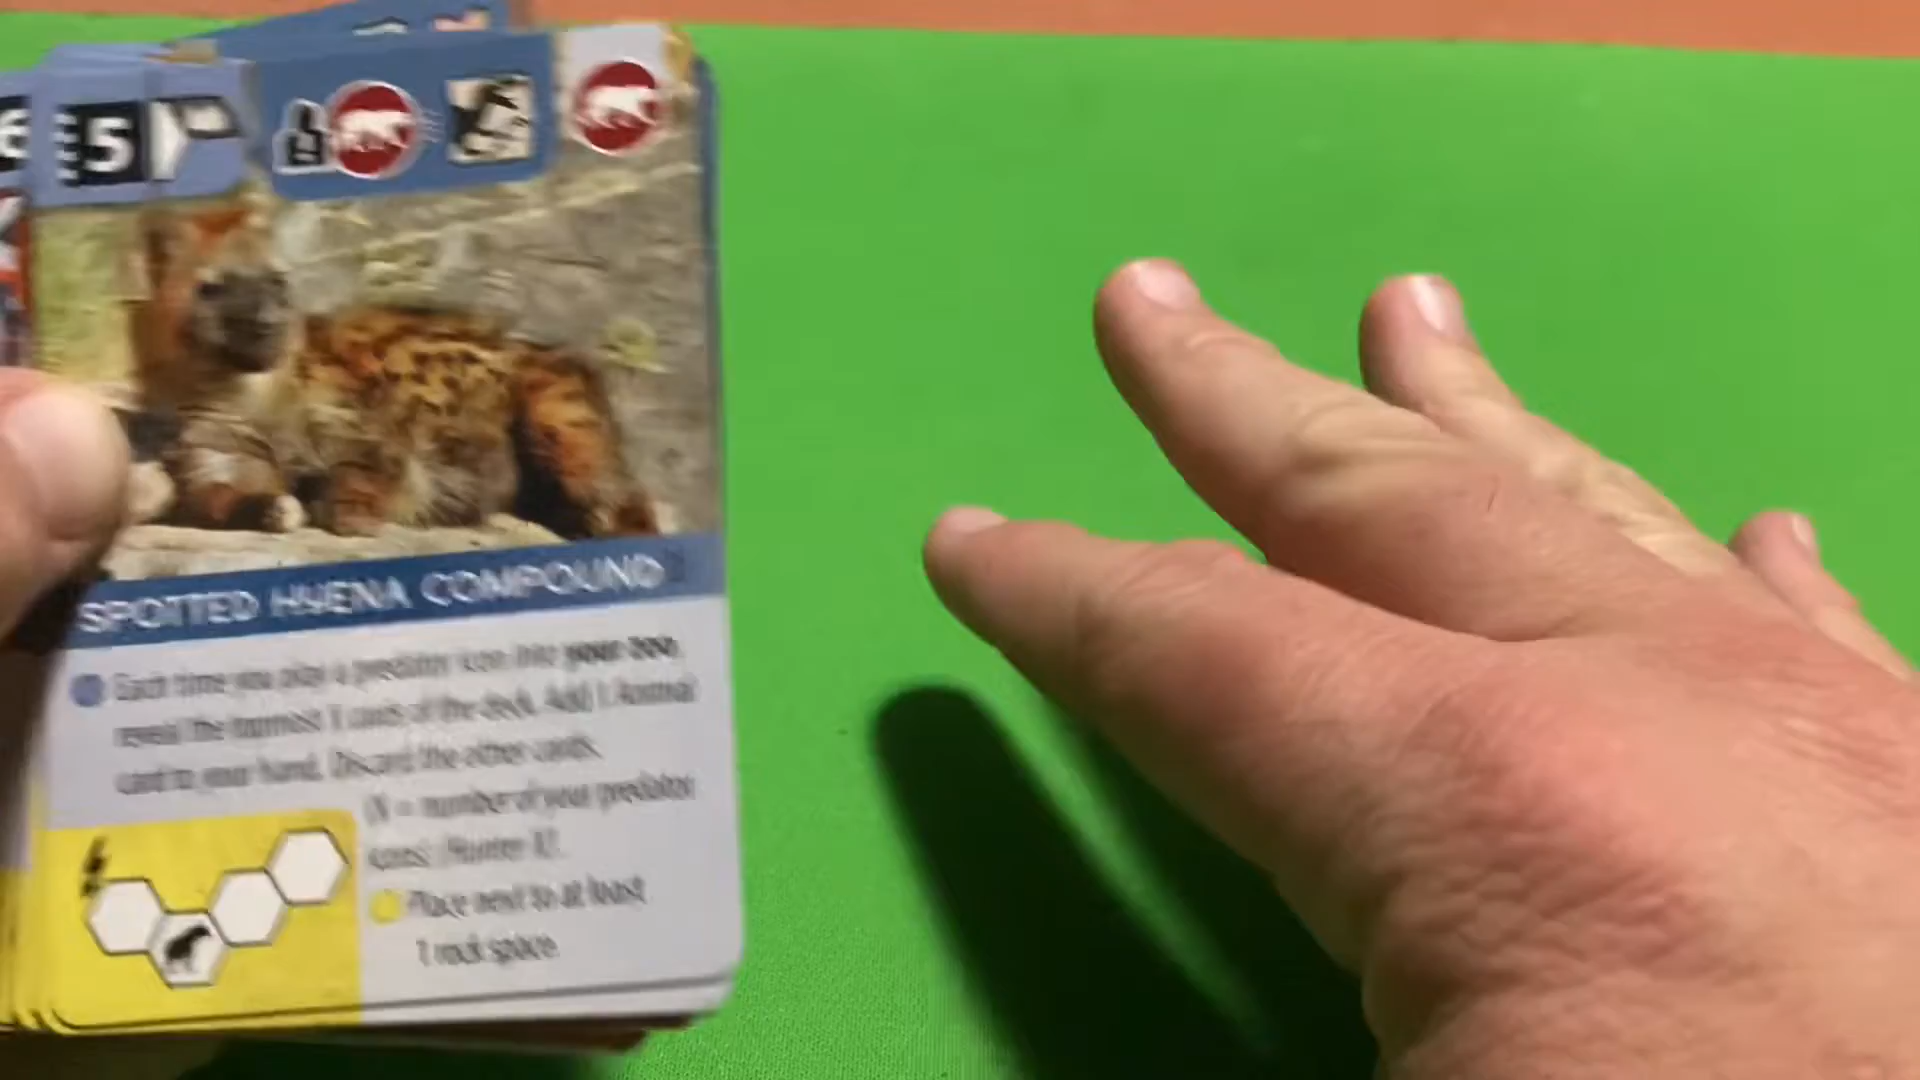 6
5
SPOTTED HYENA COMPOUND
Each time you play a predator icon into your zoo,
reveal the topmost X cards of the deck. Add 1 Animal
card to your hand. Discard the other cards.
(X = number of your predator
icons) (Hunter X).
Place next to at least
1 rock space